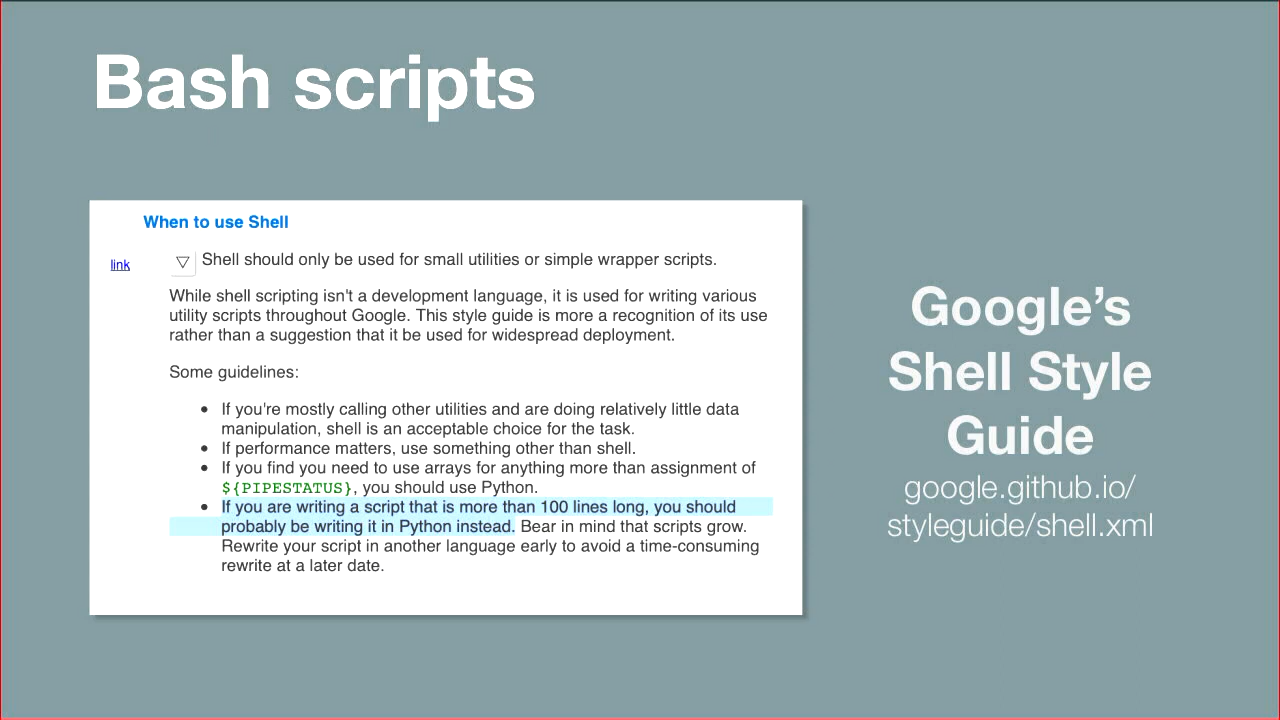 Bash scripts
When to use Shell
link
Shell should only be used for small utilities or simple wrapper scripts.
While shell scripting isn't a development language, it is used for writing various
utility scripts throughout Google. This style guide is more a recognition of its use
rather than a suggestion that it be used for widespread deployment.
Some guidelines:
• If you're mostly calling other utilities and are doing relatively little data
manipulation, shell is an acceptable choice for the task.
• If performance matters, use something other than shell.
• If you find you need to use arrays for anything more than assignment of
${PIPESTATUS}, you should use Python.
• If you are writing a script that is more than 100 lines long, you should
probably be writing it in Python instead. Bear in mind that scripts grow.
Rewrite your script in another language early to avoid a time-consuming
rewrite at a later date.
Google’s
Shell Style
Guide
google.github.io/
styleguide/shell.xml